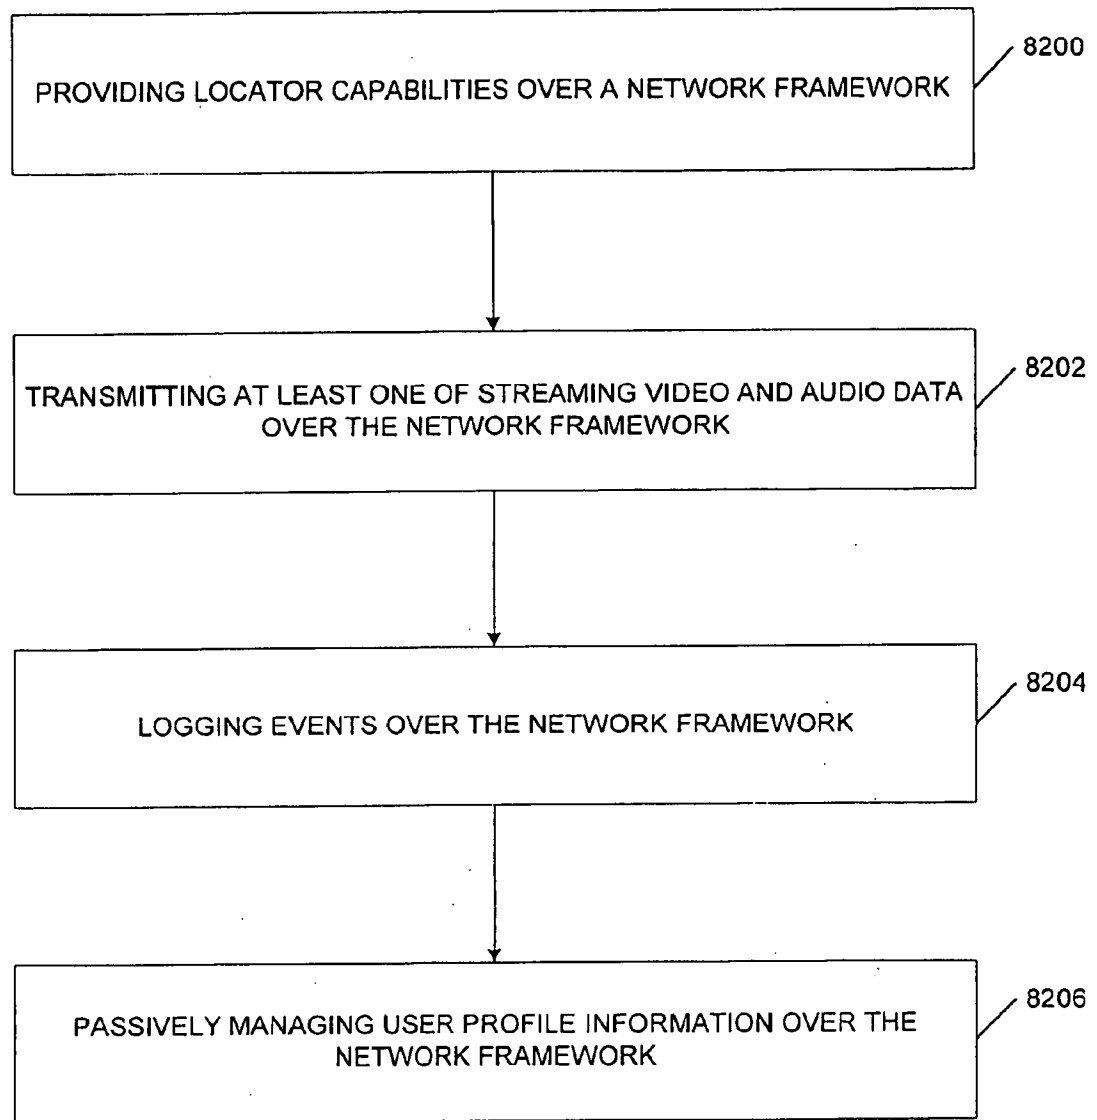 8200
PROVIDING LOCATOR CAPABILITIES OVER A NETWORK FRAMEWORK
8202
TRANSMITTING AT LEAST ONE OF STREAMING VIDEO AND AUDIO DATA
OVER THE NETWORK FRAMEWORK
8204
LOGGING EVENTS OVER THE NETWORK FRAMEWORK
8206
PASSIVELY MANAGING USER PROFILE INFORMATION OVER THE
NETWORK FRAMEWORK